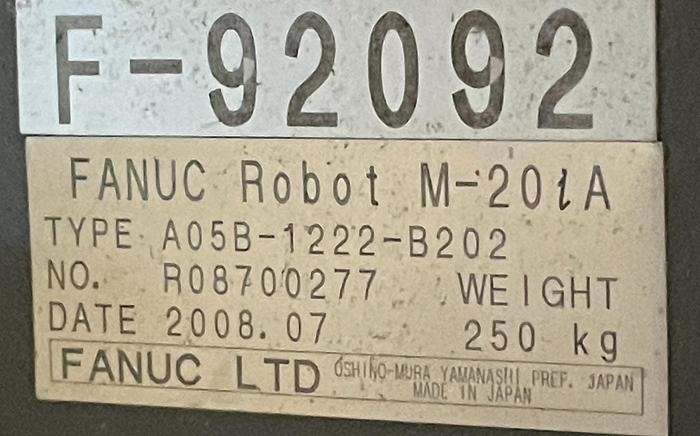 F-92092
FANUC Robot M-20iA
TYPE A05B-1222-B202
NO. R08700277 WEIGHT
DATE 2008.07 250 kg
FANUC LTD OSHINO-MURA YAMANASHI PREF. JAPAN
MADE IN JAPAN